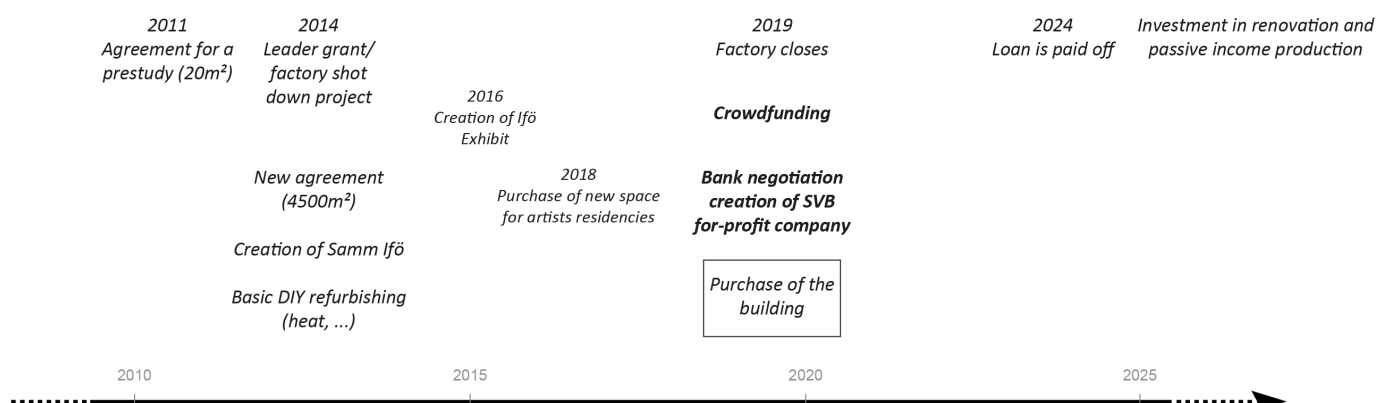 2011
Agreement for a
prestudy (20m²)
2014
Leader grant/
factory shot
down project
New agreement
(4500m²)
Creation of Samm Ifö
Basic DIY refurbishing
(heat, ...)
2016
Creation of Ifö
Exhibit
2018
Purchase of new space
for artists residencies
2019
Factory closes
Crowdfunding
Bank negotiation
creation of SVB
for-profit company
Purchase of the
building
2024
Loan is paid off
Investment in renovation and
passive income production
2010
2015
2020
2025